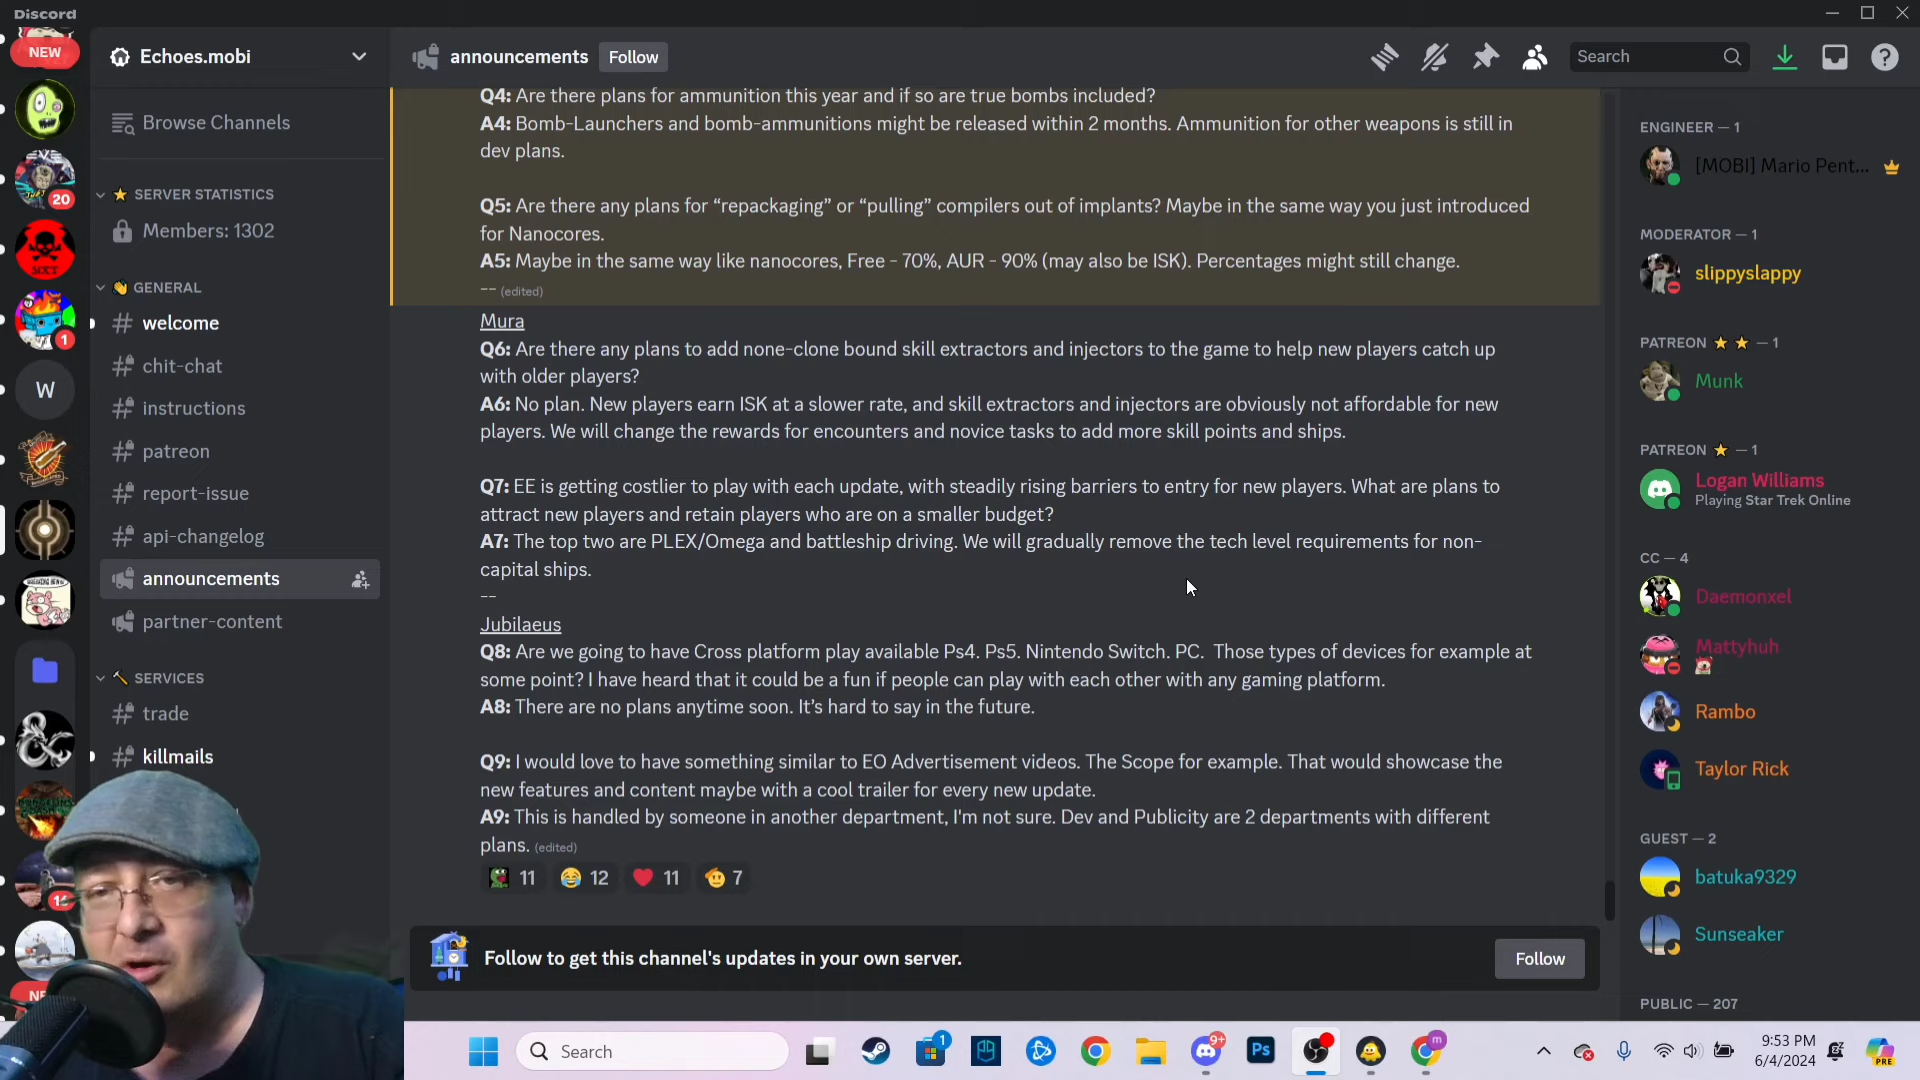 Discord
NEW
Echoes.mobi
announcements
Follow
Search
Browse Channels
SERVER STATISTICS
Members: 1302
GENERAL
welcome
chit-chat
instructions
patreon
report-issue
api-changelog
announcements
partner-content
SERVICES
trade
killmails
20
1
W
Q4: Are there plans for ammunition this year and if so are true bombs included?
A4: Bomb-Launchers and bomb-ammunitions might be released within 2 months. Ammunition for other weapons is still in
dev plans.
Q5: Are there any plans for “repackaging” or “pulling” compilers out of implants? Maybe in the same way you just introduced
for Nanocores.
A5: Maybe in the same way like nanocores, Free - 70%, AUR - 90% (may also be ISK). Percentages might still change.
-- (edited)
Mura
Q6: Are there any plans to add none-clone bound skill extractors and injectors to the game to help new players catch up
with older players?
A6: No plan. New players earn ISK at a slower rate, and skill extractors and injectors are obviously not affordable for new
players. We will change the rewards for encounters and novice tasks to add more skill points and ships.
Q7: EE is getting costlier to play with each update, with steadily rising barriers to entry for new players. What are plans to
attract new players and retain players who are on a smaller budget?
A7: The top two are PLEX/Omega and battleship driving. We will gradually remove the tech level requirements for non-
capital ships.
--
Jubilaeus
Q8: Are we going to have Cross platform play available Ps4. Ps5. Nintendo Switch. PC. Those types of devices for example at
some point? I have heard that it could be a fun if people can play with each other with any gaming platform.
A8: There are no plans anytime soon. It's hard to say in the future.
Q9: I would love to have something similar to EO Advertisement videos. The Scope for example. That would showcase the
new features and content maybe with a cool trailer for every new update.
A9: This is handled by someone in another department, I'm not sure. Dev and Publicity are 2 departments with different
plans. (edited)
11 12 11 7
Follow to get this channel's updates in your own server.
Follow
ENGINEER — 1
[MOBI] Mario Pent...
MODERATOR — 1
slippyslappy
PATREON ⭐ ⭐ — 1
Munk
PATREON ⭐ — 1
Logan Williams
Playing Star Trek Online
CC — 4
Daemonxel
Mattyhuh
Rambo
Taylor Rick
GUEST — 2
batuka9329
Sunseaker
PUBLIC — 207
Search
1
9+
Ps
m
9:53 PM
6/4/2024
PRE